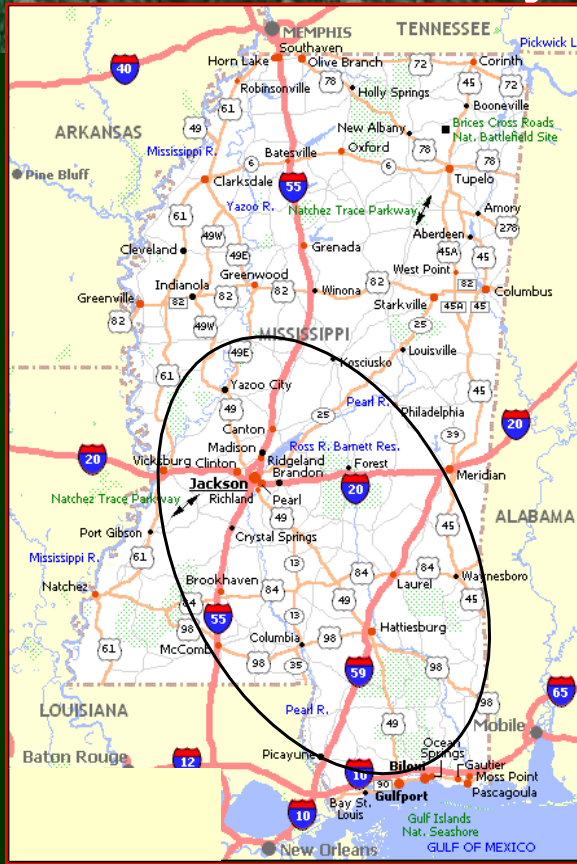 MEMPHIS
TENNESSEE
Southaven
Pickwick L
Horn Lake
Olive Branch
72
Corinth
40
Robinsonville
78
Holly Springs
45
72
61
Booneville
ARKANSAS
49
New Albany
Brices Cross Roads
Nat. Battlefield Site
Mississippi R.
Oxford
78
6
Batesville
6
78
Pine Bluff
Clarksdale
55
Tupelo
Yazoo R.
Natchez Trace Parkway
Amory
61
278
49W
Aberdeen
Cleveland
49E
Grenada
45A
45
West Point
Indianola
Greenwood
82
82
Greenville
82
82
82
Winona
82
Starkville
Columbus
45A
45
82
49W
25
MISSISSIPPI
49E
Louisville
Kosciusko
61
Yazoo City
45
Pearl R.
49
Philadelphia
25
20
Canton
39
Madison
Ross R. Barnett Res.
20
Vicksburg
Clinton
Ridgeland
Forest
Meridian
Jackson
Brandon
20
Natchez Trace Parkway
Richland
Pearl
49
45
ALABAMA
Port Gibson
Crystal Springs
61
Mississippi R.
13
84
84
Waynesboro
Natchez
Brookhaven
84
Laurel
84
49
45
55
13
98
Hattiesburg
61
McComb
Columbia
98
98
35
98
59
65
98
LOUISIANA
Pearl R.
49
Mobile
Ocean
Springs
Baton Rouge
12
Picayune
10
Biloxi
Gautier
90
Moss Point
Gulfport
Pascagoula
10
Bay St.
Louis
Gulf Islands
Nat. Seashore
New Orleans
GULF OF MEXICO